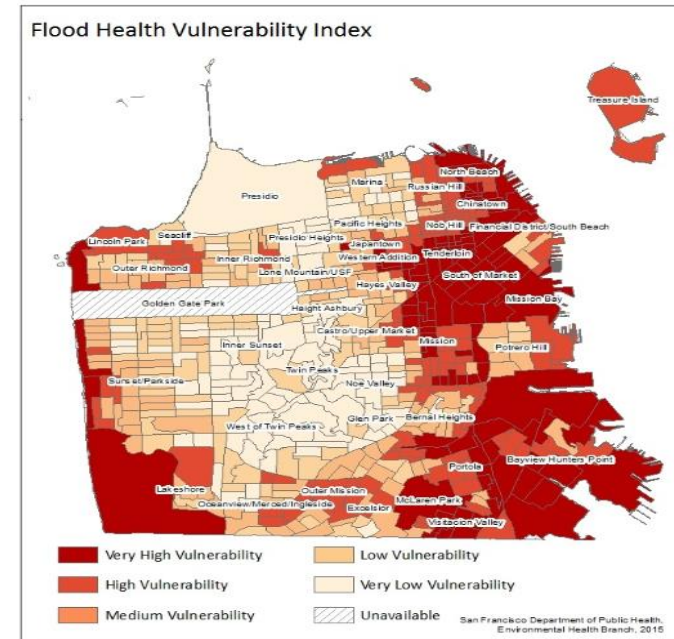 Flood Health Vulnerability Index
Treasure Island
North Beach
Marina
Russian Hill
Presidio
Chinatown
Pacific Heights
Nob Hill
Financial District/South Beach
Seacliff
Lincoln Park
Presidio Heights
Japantown
Tenderloin
Inner Richmond
Western Addition
Outer Richmond
Lone Mountain/USF
South of Market
Hayes Valley
Golden Gate Park
Mission Bay
Haight Ashbury
Castro/Upper Market
Inner Sunset
Mission
Potrero Hill
Twin Peaks
Sunset/Parkside
Noe Valley
Glen Park
Bernal Heights
West of Twin Peaks
Bayview Hunters Point
Portola
Lakeshore
Outer Mission
McLaren Park
Oceanview/Merced/Ingleside
Excelsior
Visitacion Valley
Very High Vulnerability
High Vulnerability
Medium Vulnerability
Low Vulnerability
Very Low Vulnerability
Unavailable
San Francisco Department of Public Health,
Environmental Health Branch, 2015